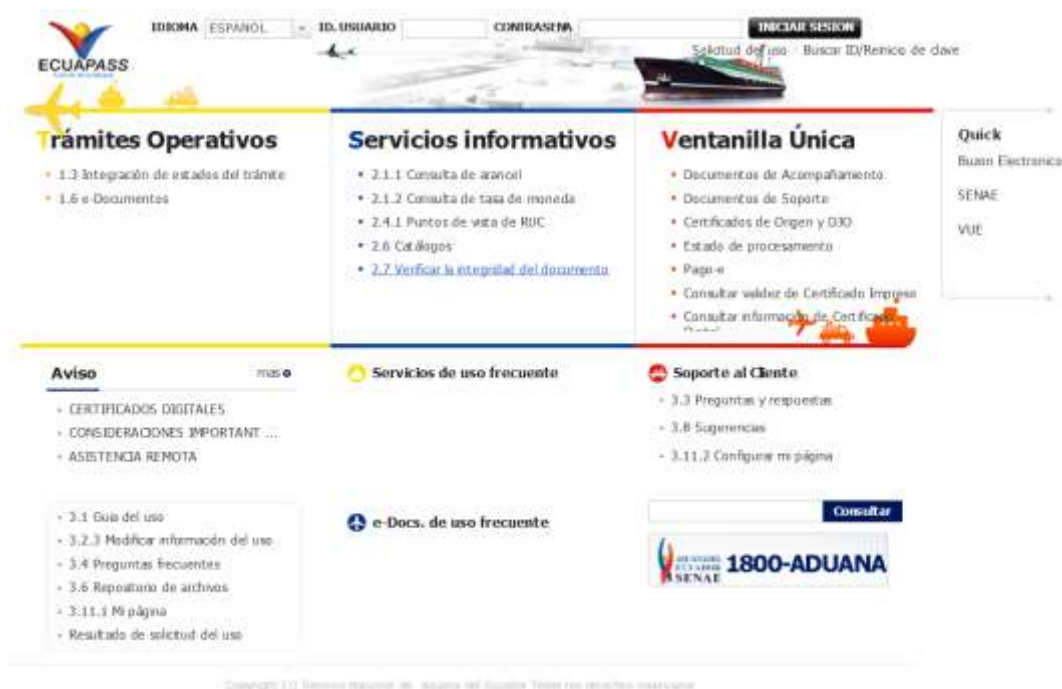 IDIOMA ESPAÑOL ID. USUARIO CONTRASEÑA INICIAR SESION
Solicitud del uso Buscar ID/Reinicio de clave
ECUAPASS
Trámites Operativos
1.3 Integración de estados del trámite
1.6 e-Documentos
Servicios informativos
2.1.1 Consulta de arancel
2.1.2 Consulta de tasa de moneda
2.4.1 Puntos de vista de RUC
2.6 Catálogos
2.7 Verificar la integridad del documento
Ventanilla Única
Documentos de Acompañamiento
Documentos de Soporte
Certificados de Origen y DJO
Estado de procesamiento
Pago-e
Consultar validez de Certificado Impreso
Consultar información de Certificado
Quick
Buzon Electronico
SENAE
VUE
Aviso mas
CERTIFICADOS DIGITALES
CONSIDERACIONES IMPORTANT ...
ASISTENCIA REMOTA
Servicios de uso frecuente
Soporte al Cliente
3.3 Preguntas y respuestas
3.8 Sugerencias
3.11.2 Configurar mi página
3.1 Guia del uso
3.2.3 Modificar información del uso
3.4 Preguntas frecuentes
3.6 Repositorio de archivos
3.11.1 Mi página
Resultado de solicitud del uso
e-Docs. de uso frecuente
Consultar
SENAE 1800-ADUANA